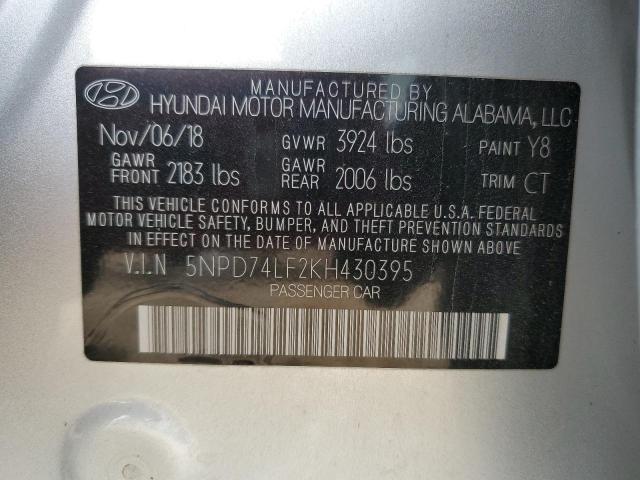 MANUFACTURED BY
HYUNDAI MOTOR MANUFACTURING ALABAMA, LLC
Nov/06/18 GVWR 3924 lbs PAINT Y8
GAWR FRONT 2183 lbs GAWR REAR 2006 lbs TRIM CT
THIS VEHICLE CONFORMS TO ALL APPLICABLE U.S.A. FEDERAL
MOTOR VEHICLE SAFETY, BUMPER, AND THEFT PREVENTION STANDARDS
IN EFFECT ON THE DATE OF MANUFACTURE SHOWN ABOVE.
V.I.N 5NPD74LF2KH430395
PASSENGER CAR